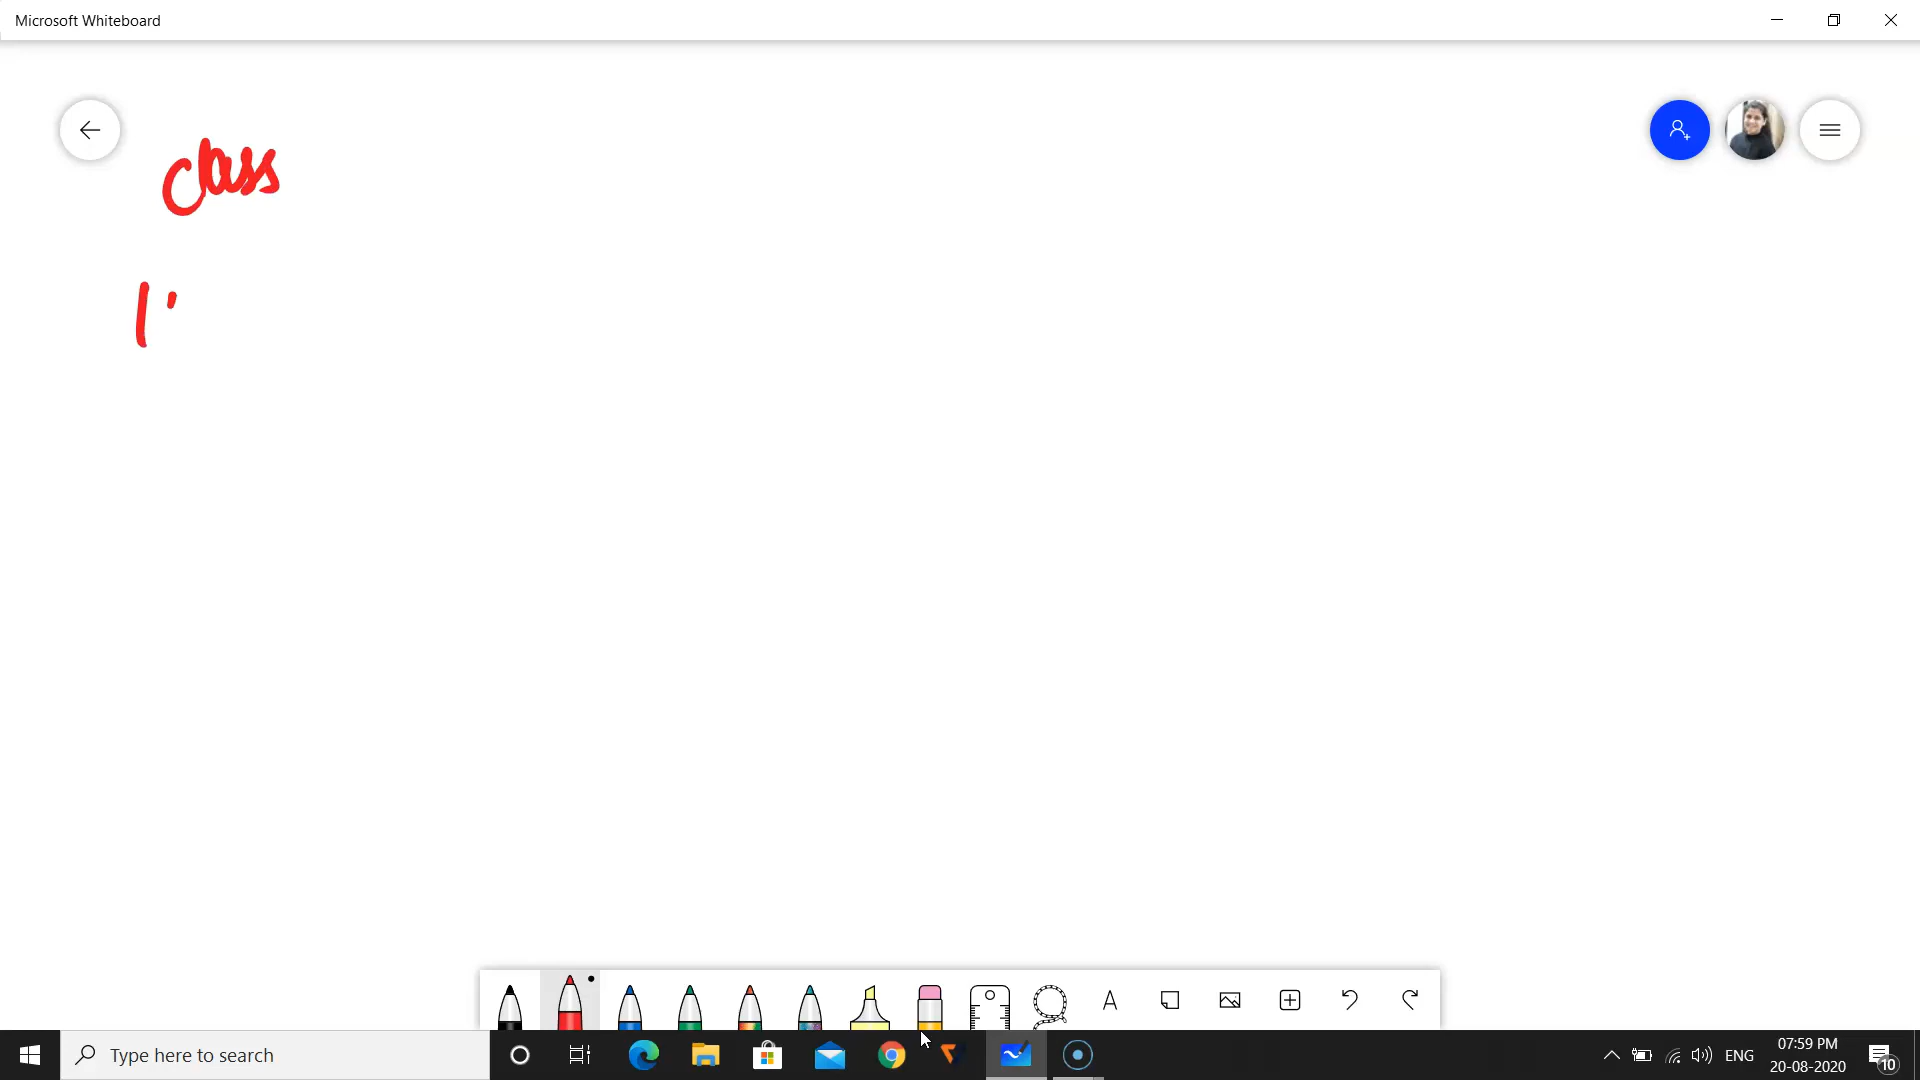 Microsoft Whiteboard
class
A
Type here to search
ENG
07:59 PM
20-08-2020
10